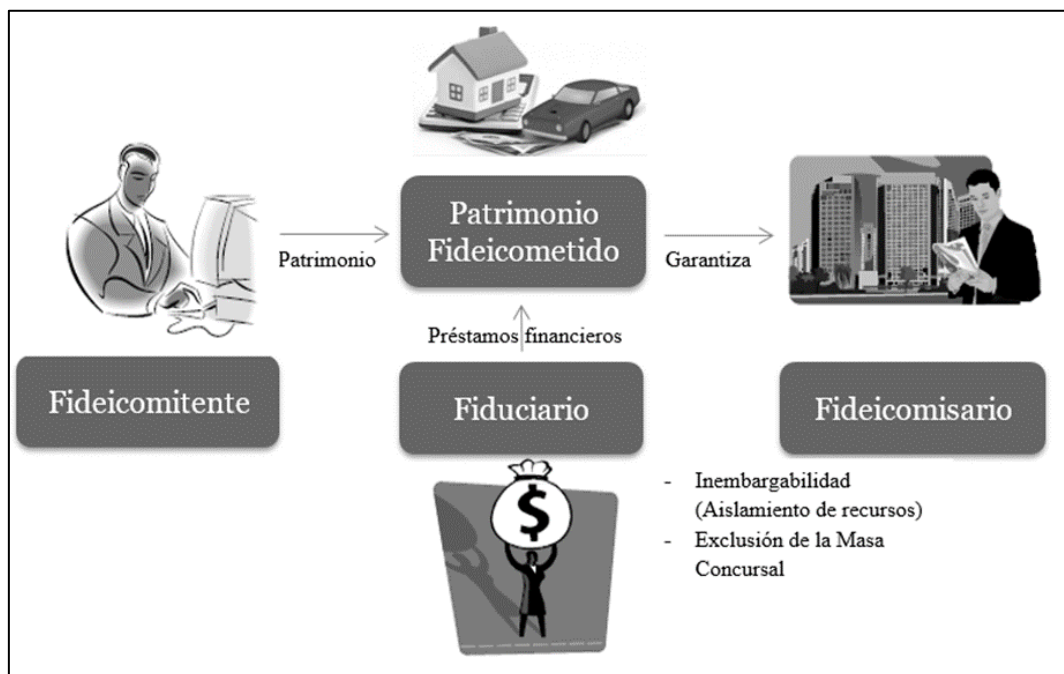 Patrimonio
Fideicometido
Patrimonio
Garantiza
Préstamos financieros
Fideicomitente
Fiduciario
Fideicomisario
$
- Inembargabilidad
(Aislamiento de recursos)
- Exclusión de la Masa
Concursal